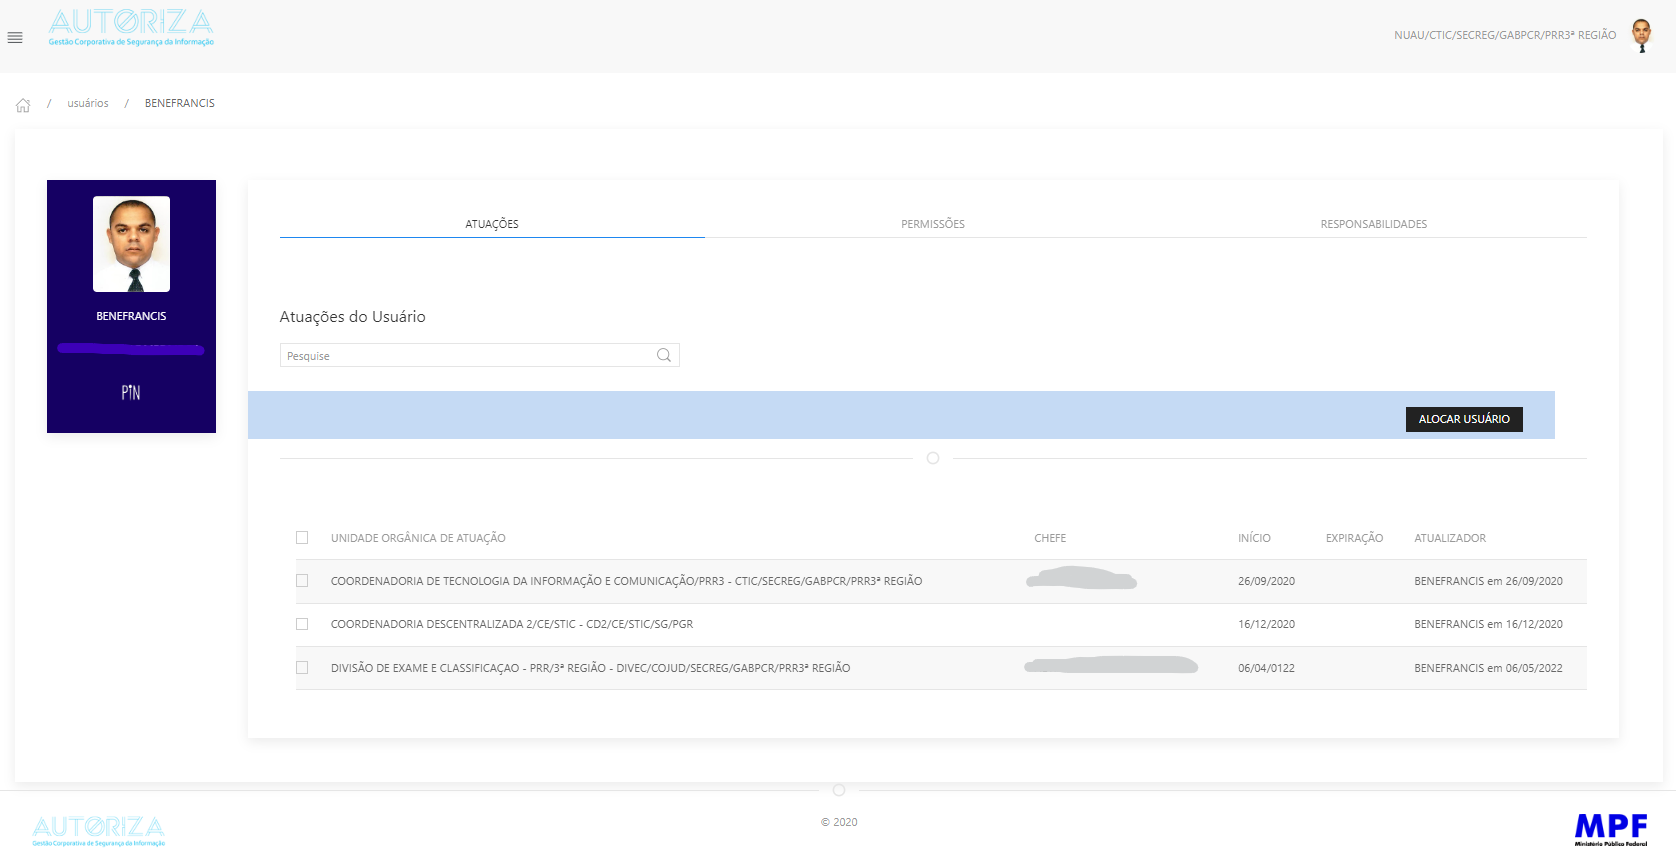 AUTORIZA
Gestão Corporativa de Segurança da Informação
NUAU/CTIC/SECREG/GABPCR/PRR3ª REGIÃO
/ usuários / BENEFRANCIS
BENEFRANCIS
PIN
ATUAÇÕES PERMISSÕES RESPONSABILIDADES
Atuações do Usuário
Pesquise
ALOCAR USUÁRIO
UNIDADE ORGÂNICA DE ATUAÇÃO CHEFE INÍCIO EXPIRAÇÃO ATUALIZADOR
COORDENADORIA DE TECNOLOGIA DA INFORMAÇÃO E COMUNICAÇÃO/PRR3 - CTIC/SECREG/GABPCR/PRR3ª REGIÃO 26/09/2020 BENEFRANCIS em 26/09/2020
COORDENADORIA DESCENTRALIZADA 2/CE/STIC - CD2/CE/STIC/SG/PGR 16/12/2020 BENEFRANCIS em 16/12/2020
DIVISÃO DE EXAME E CLASSIFICAÇAO - PRR/3ª REGIÃO - DIVEC/COJUD/SECREG/GABPCR/PRR3ª REGIÃO 06/04/0122 BENEFRANCIS em 06/05/2022
AUTORIZA
Gestão Corporativa de Segurança da Informação
© 2020
MPF
Ministério Público Federal